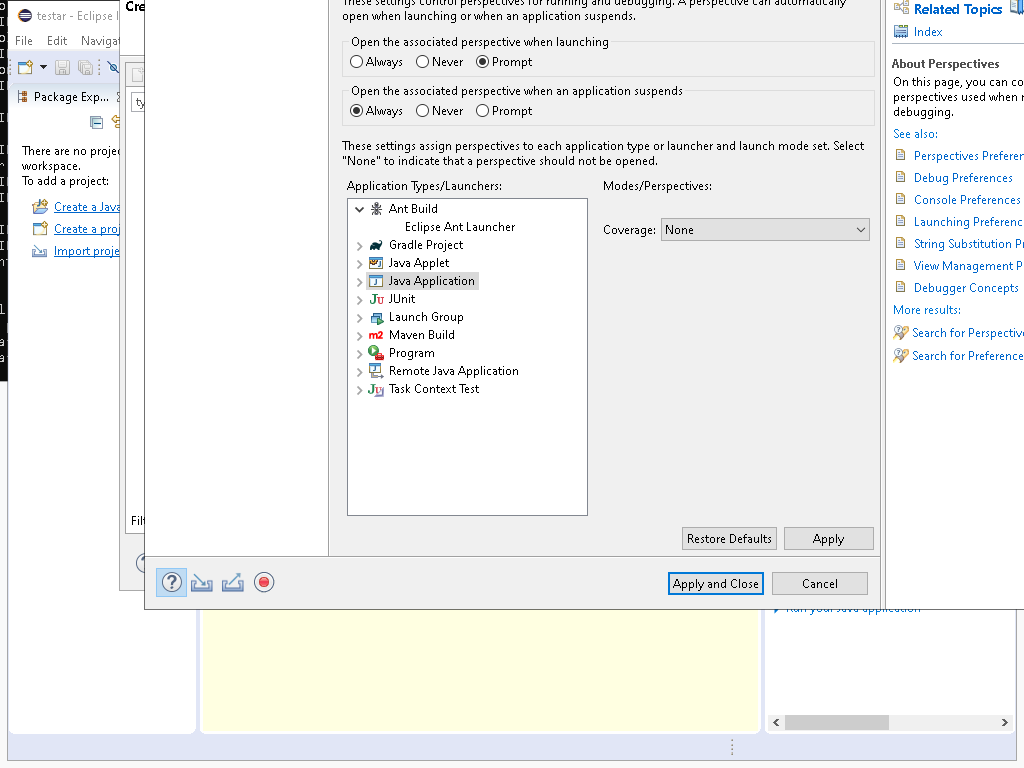 testar - Eclipse I
File Edit Navigat
Package Exp...
There are no projec
workspace.
To add a project:
Create a Java
Create a proj
Import proje
Cre
ty
Filt
These settings control perspectives for running and debugging. A perspective can automatically
open when launching or when an application suspends.
Open the associated perspective when launching
Always Never Prompt
Open the associated perspective when an application suspends
Always Never Prompt
These settings assign perspectives to each application type or launcher and launch mode set. Select
"None" to indicate that a perspective should not be opened.
Application Types/Launchers:
Modes/Perspectives:
Ant Build
Eclipse Ant Launcher
Gradle Project
Java Applet
Java Application
JUnit
Launch Group
Maven Build
Program
Remote Java Application
Task Context Test
Coverage: None
Restore Defaults Apply
Apply and Close Cancel
Related Topics
Index
About Perspectives
On this page, you can co
perspectives used when r
debugging.
See also:
Perspectives Preferen
Debug Preferences
Console Preferences
Launching Preferenc
String Substitution P
View Management P
Debugger Concepts
More results:
Search for Perspective
Search for Preference
Run your Java application